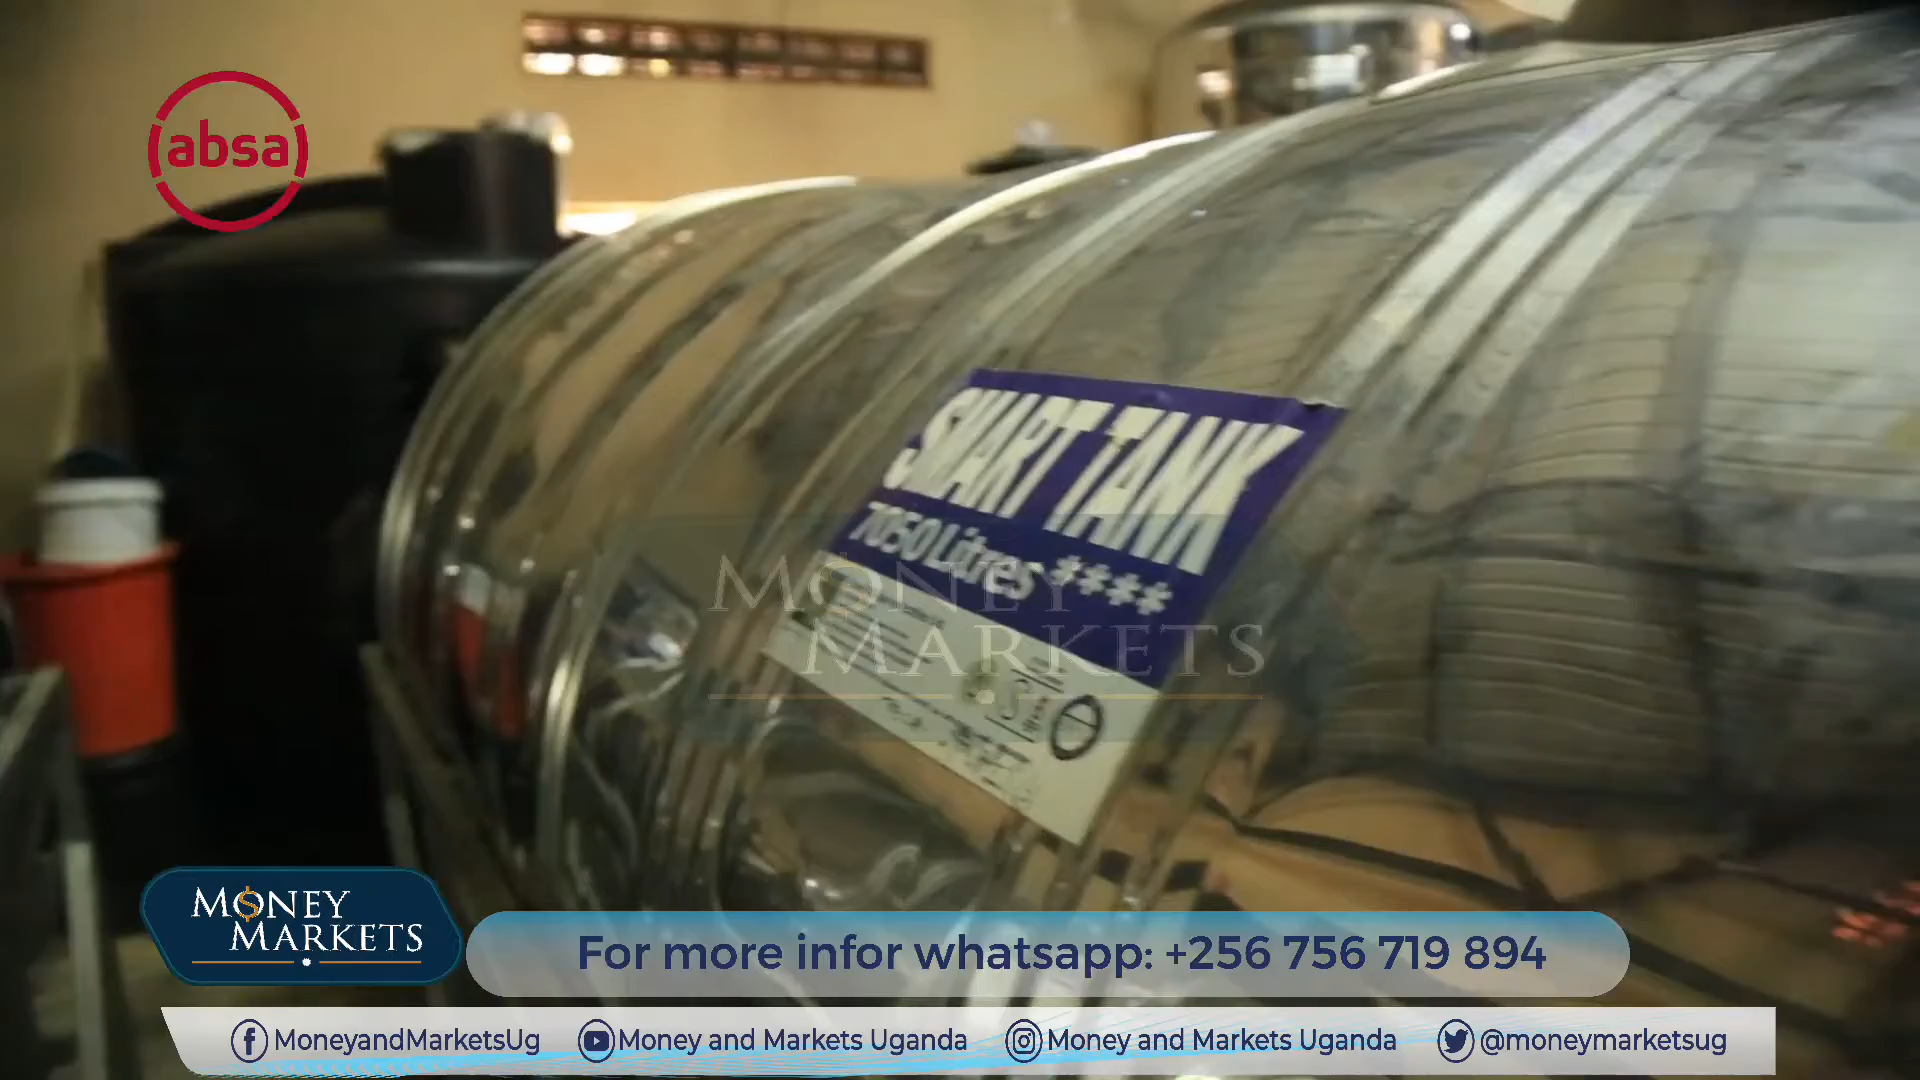 absa
SMART TANK
7050 Litres ****
MONEY
MARKETS
MONEY
MARKETS
For more infor whatsapp: +256 756 719 894
MoneyandMarketsUg
Money and Markets Uganda
Money and Markets Uganda
@moneymarketsug